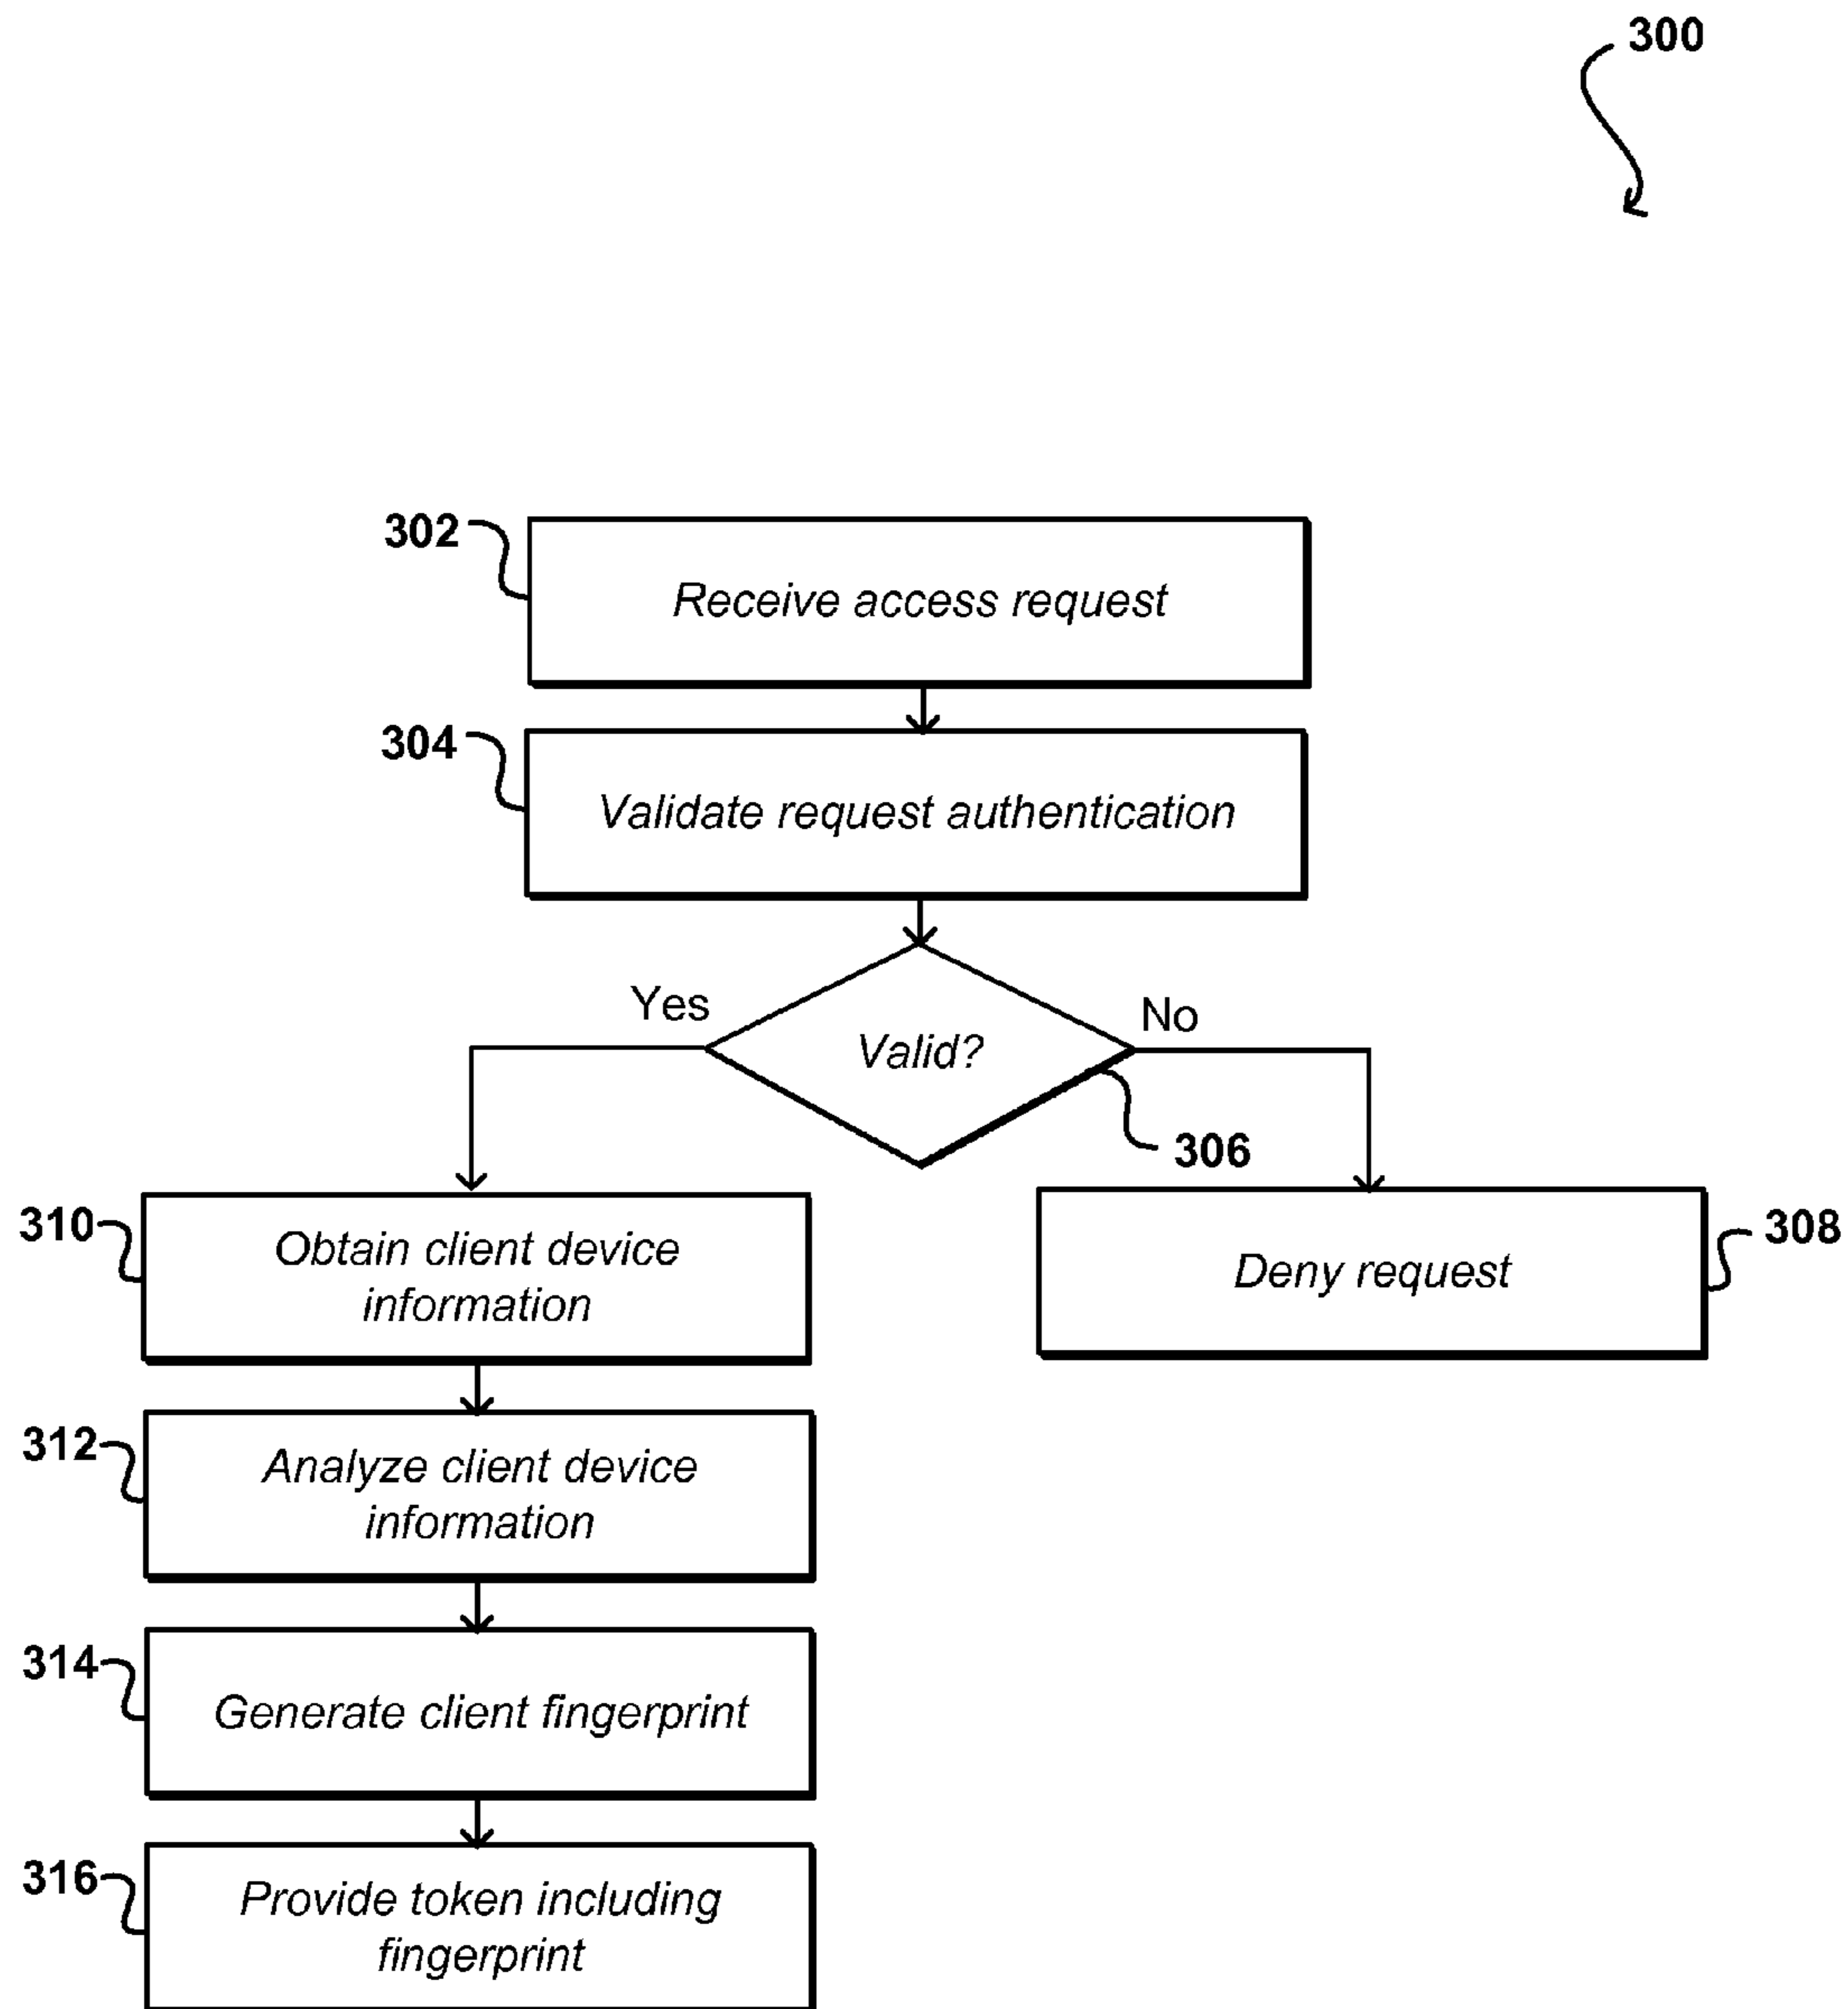 300
302
Receive access request
304
Validate request authentication
Yes
No
Valid?
306
310
Obtain client device
information
308
Deny request
312
Analyze client device
information
314
Generate client fingerprint
316
Provide token including
fingerprint